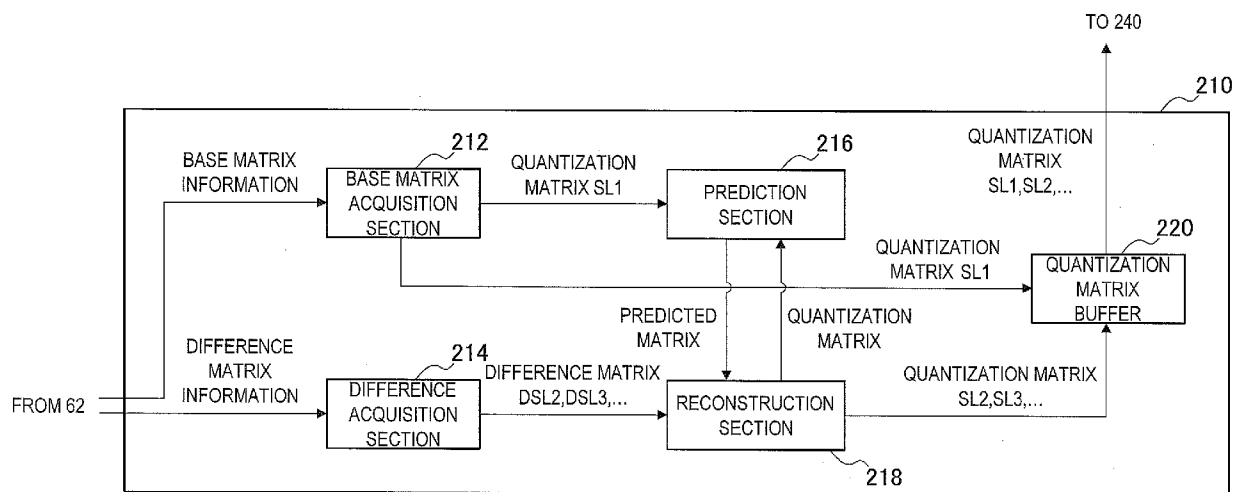 TO 240
210
BASE MATRIX
INFORMATION
212
BASE MATRIX
ACQUISITION
SECTION
QUANTIZATION
MATRIX SL1
216
PREDICTION
SECTION
QUANTIZATION
MATRIX
SL1,SL2,...
QUANTIZATION
MATRIX SL1
220
QUANTIZATION
MATRIX
BUFFER
PREDICTED
MATRIX
QUANTIZATION
MATRIX
FROM 62
DIFFERENCE
MATRIX
INFORMATION
214
DIFFERENCE
ACQUISITION
SECTION
DIFFERENCE MATRIX
DSL2,DSL3,...
RECONSTRUCTION
SECTION
218
QUANTIZATION MATRIX
SL2,SL3,...